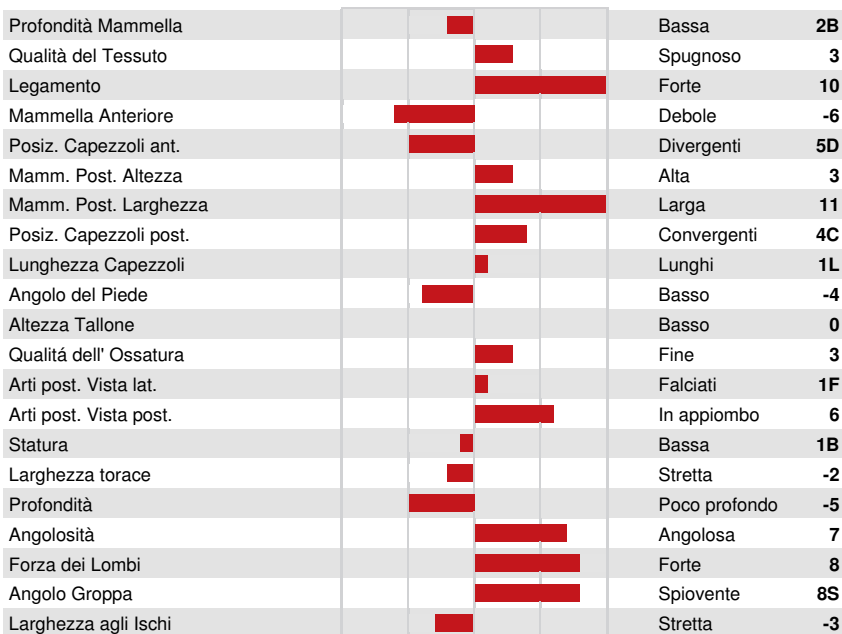 Profondità Mammella Bassa 2B
Qualità del Tessuto Spugnoso 3
Legamento Forte 10
Mammella Anteriore Debole -6
Posiz. Capezzoli ant. Divergenti 5D
Mamm. Post. Altezza Alta 3
Mamm. Post. Larghezza Larga 11
Posiz. Capezzoli post. Convergenti 4C
Lunghezza Capezzoli Lunghi 1L
Angolo del Piede Basso -4
Altezza Tallone Basso 0
Qualitá dell' Ossatura Fine 3
Arti post. Vista lat. Falciati 1F
Arti post. Vista post. In appiombo 6
Statura Bassa 1B
Larghezza torace Stretta -2
Profondità Poco profondo -5
Angolosità Angolosa 7
Forza dei Lombi Forte 8
Angolo Groppa Spiovente 8S
Larghezza agli Ischi Stretta -3